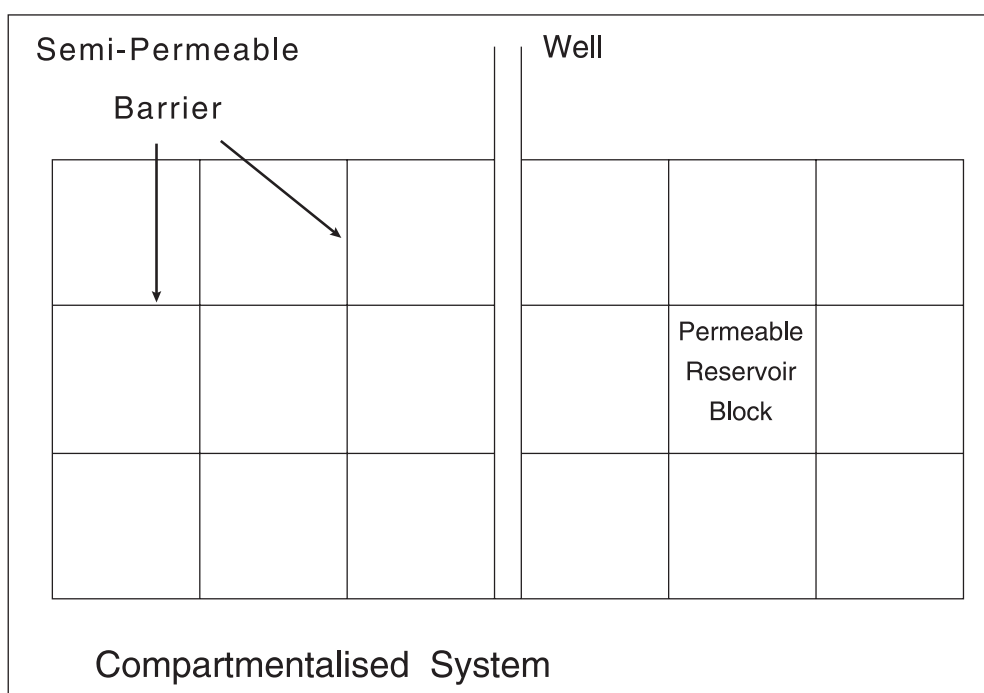 Semi-Permeable
Barrier
Well
Permeable
Reservoir
Block
Compartmentalised System